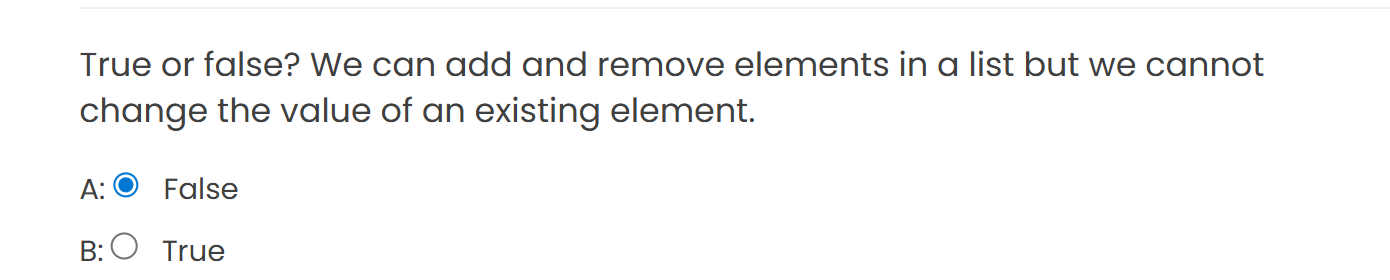 True or false? We can add and remove elements in a list but we cannot
change the value of an existing element.
A: False
B: True